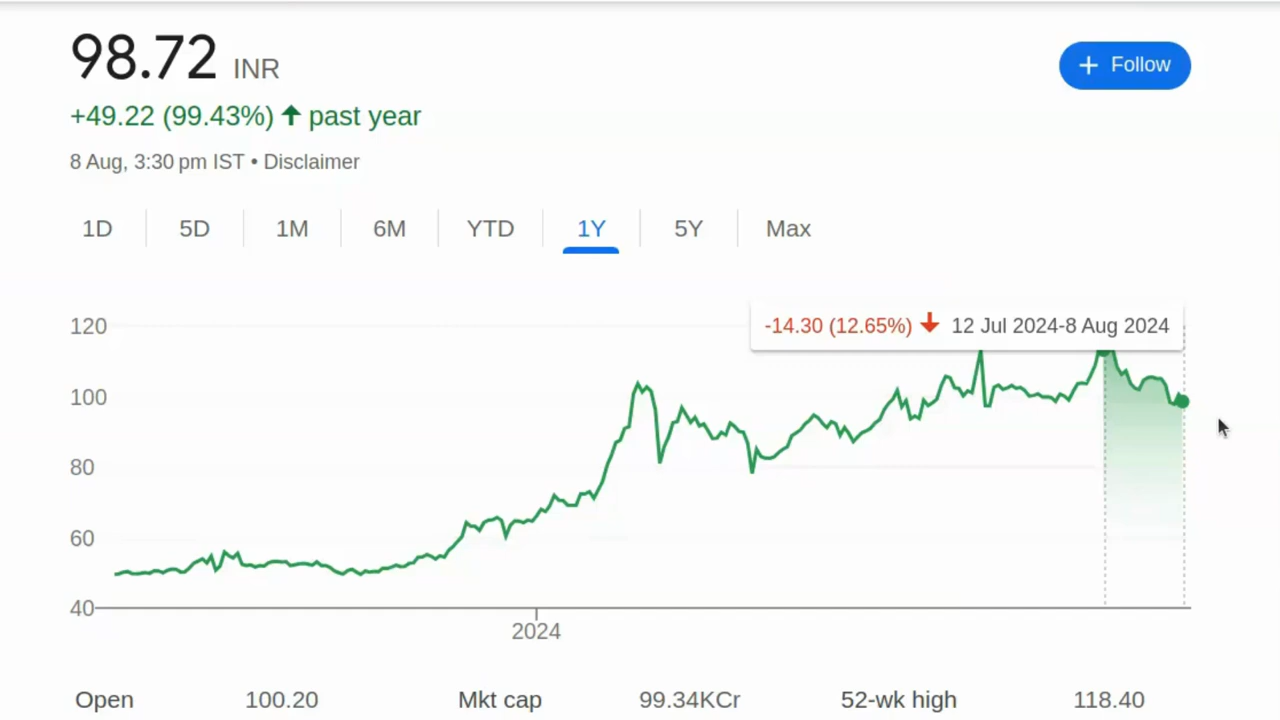 98.72 INR
+ Follow
+49.22 (99.43%) ↑ past year
8 Aug, 3:30 pm IST • Disclaimer
1D 5D 1M 6M YTD 1Y 5Y Max
-14.30 (12.65%) ↓ 12 Jul 2024-8 Aug 2024
120
100
80
60
40
2024
Open 100.20 Mkt cap 99.34KCr 52-wk high 118.40